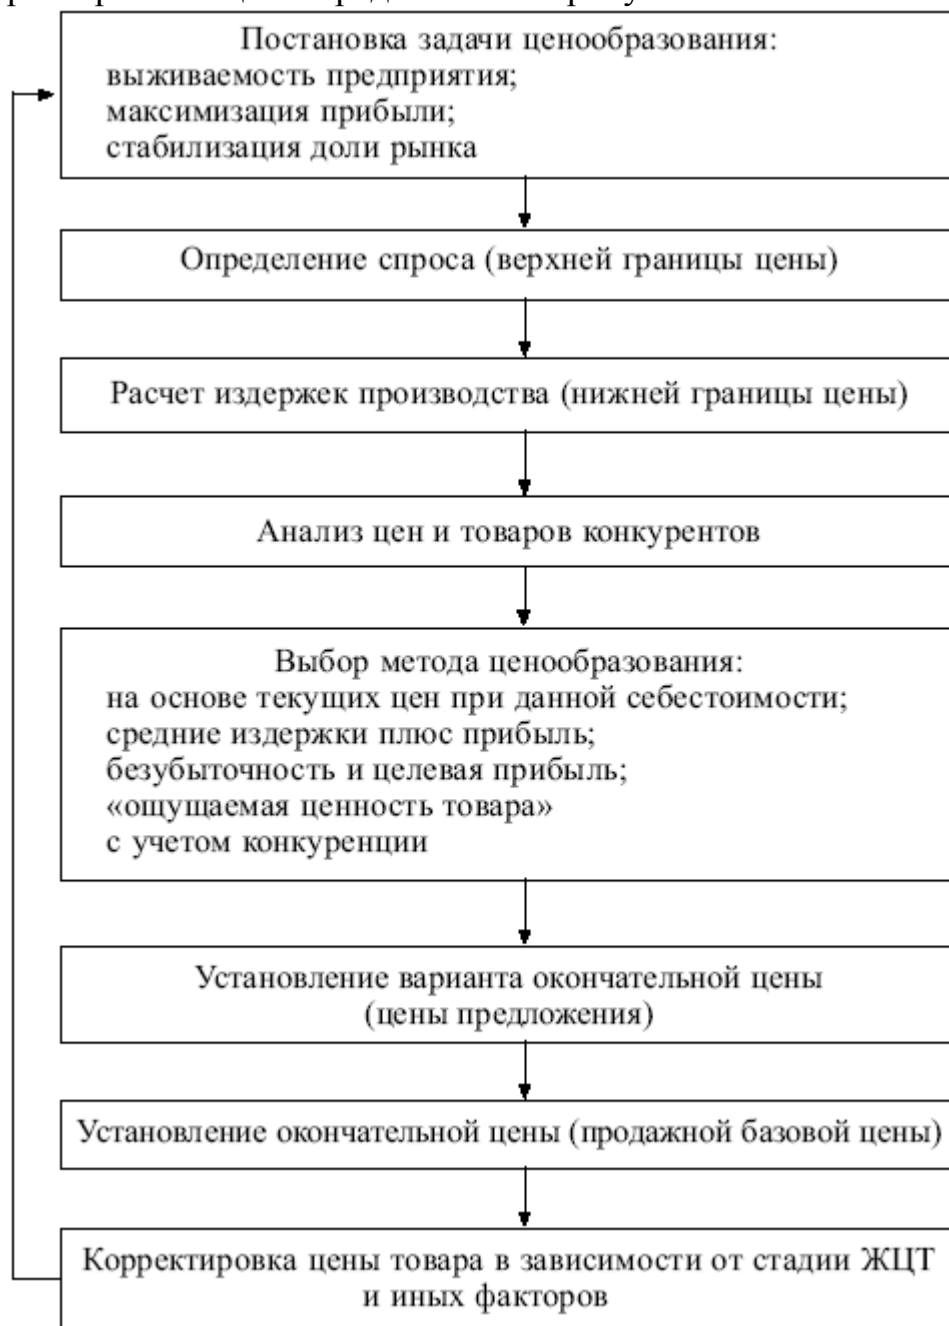 Постановка задачи ценообразования:
выживаемость предприятия;
максимизация прибыли;
стабилизация доли рынка
Определение спроса (верхней границы цены)
Расчет издержек производства (нижней границы цены)
Анализ цен и товаров конкурентов
Выбор метода ценообразования:
на основе текущих цен при данной себестоимости;
средние издержки плюс прибыль;
безубыточность и целевая прибыль;
«ощущаемая ценность товара»
с учетом конкуренции
Установление варианта окончательной цены
(цены предложения)
Установление окончательной цены (продажной базовой цены)
Корректировка цены товара в зависимости от стадии ЖЦТ
и иных факторов